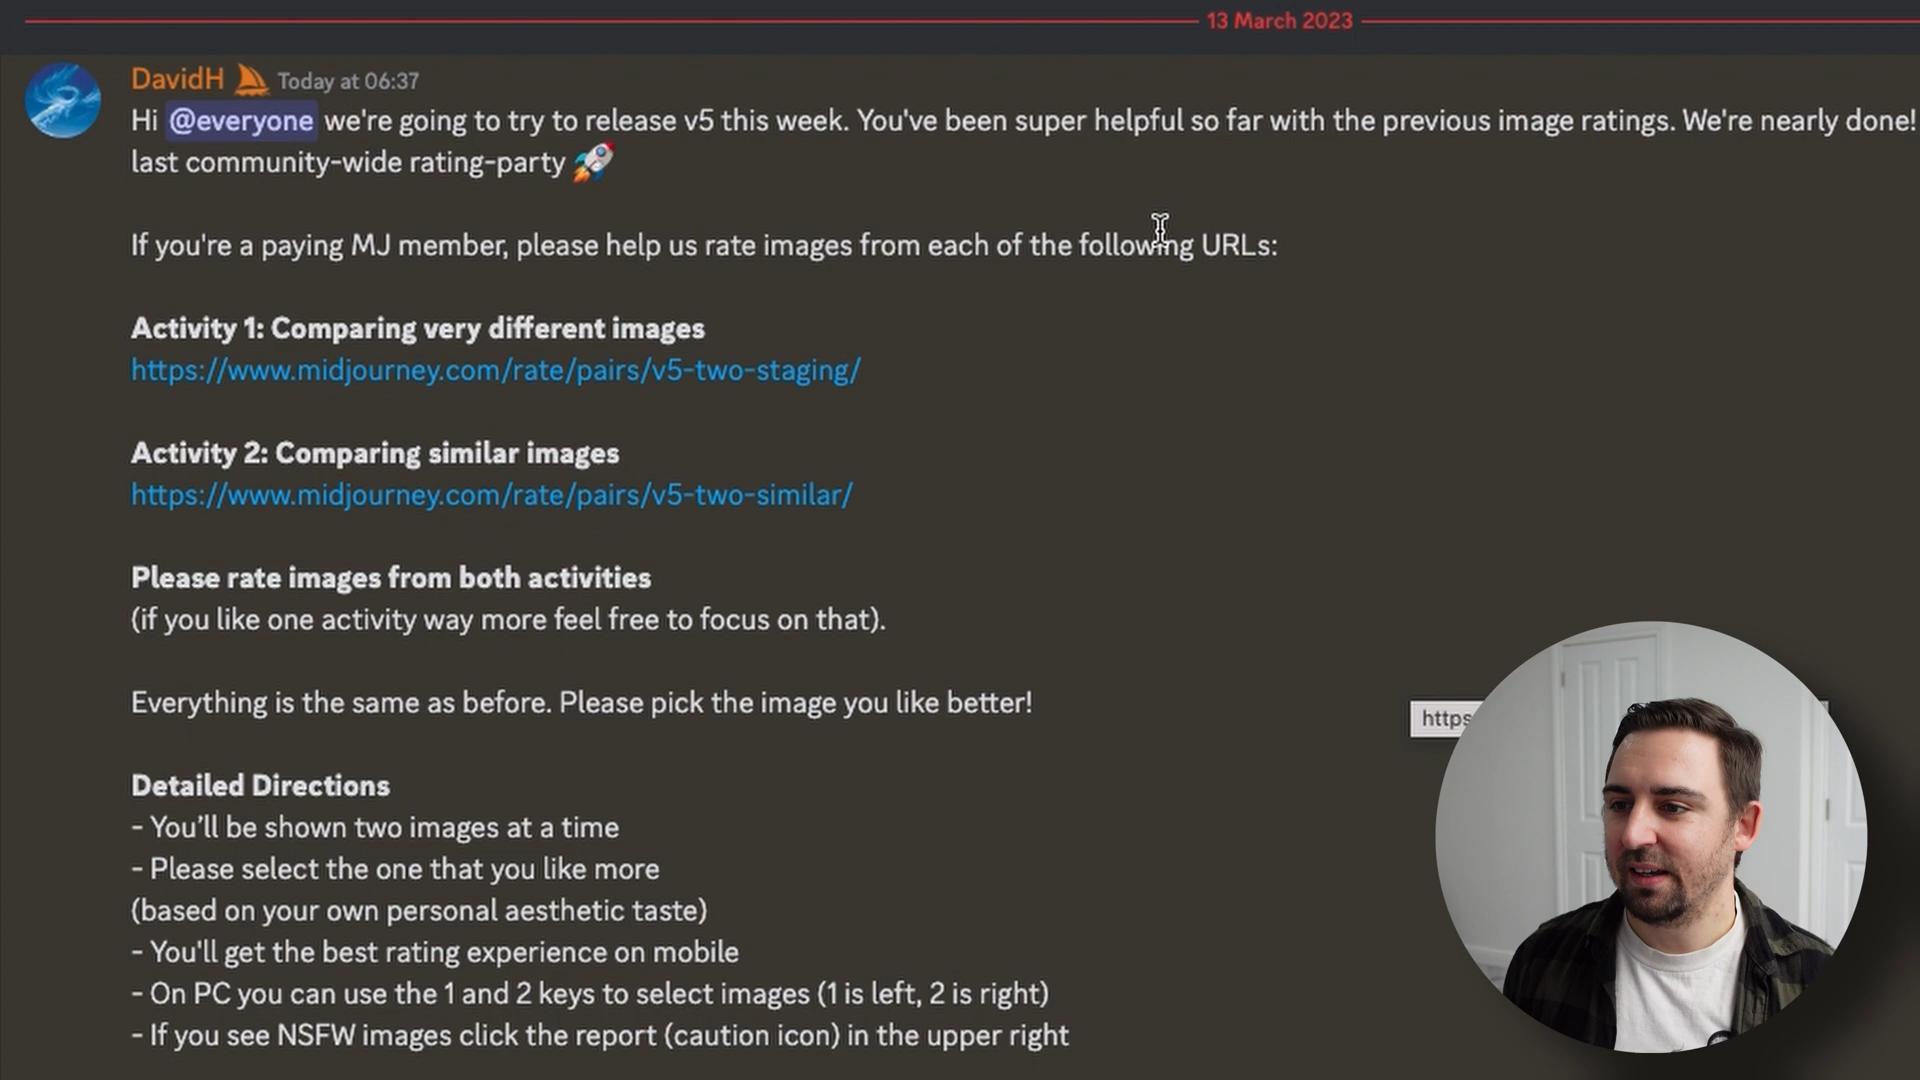 13 March 2023
DavidH Today at 06:37
Hi @everyone we're going to try to release v5 this week. You've been super helpful so far with the previous image ratings. We're nearly done!
last community-wide rating-party 🚀
If you're a paying MJ member, please help us rate images from each of the following URLs:
Activity 1: Comparing very different images
https://www.midjourney.com/rate/pairs/v5-two-staging/
Activity 2: Comparing similar images
https://www.midjourney.com/rate/pairs/v5-two-similar/
Please rate images from both activities
(if you like one activity way more feel free to focus on that).
Everything is the same as before. Please pick the image you like better!
https
Detailed Directions
- You'll be shown two images at a time
- Please select the one that you like more
(based on your own personal aesthetic taste)
- You'll get the best rating experience on mobile
- On PC you can use the 1 and 2 keys to select images (1 is left, 2 is right)
- If you see NSFW images click the report (caution icon) in the upper right